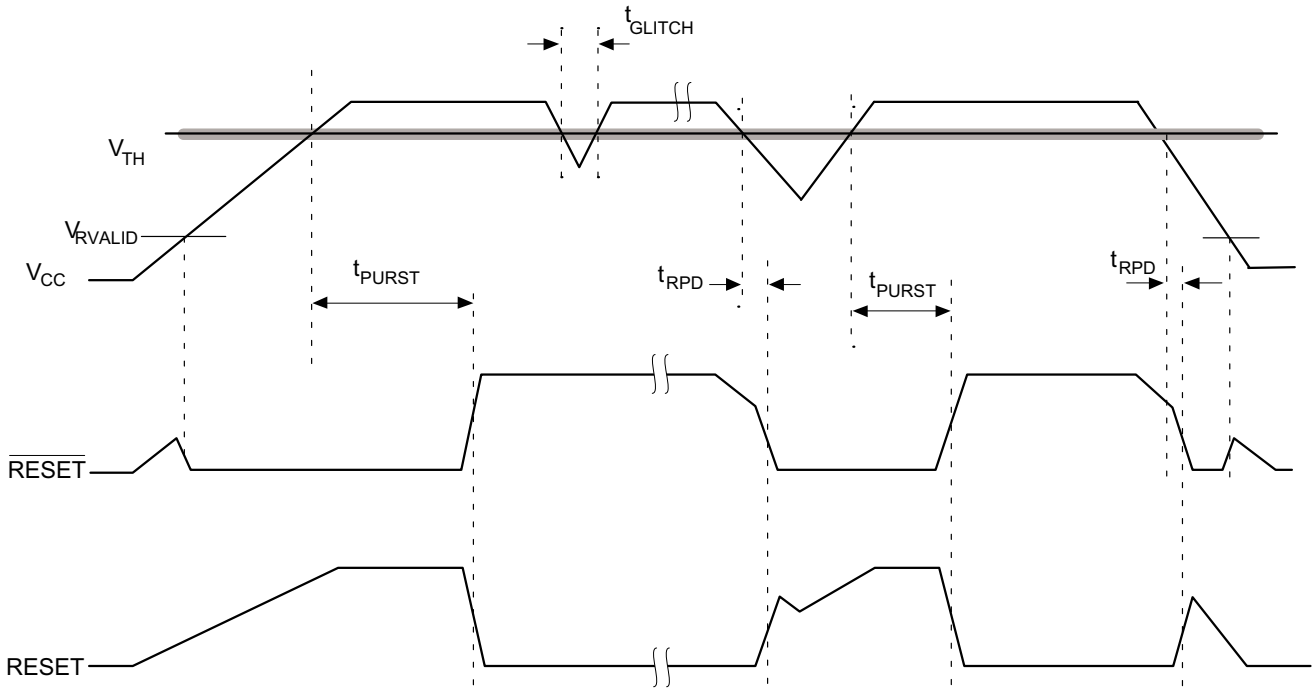 tGLITCH
VTH
VRVALID
VCC
tPURST
tRPD
tPURST
tRPD
RESET
RESET